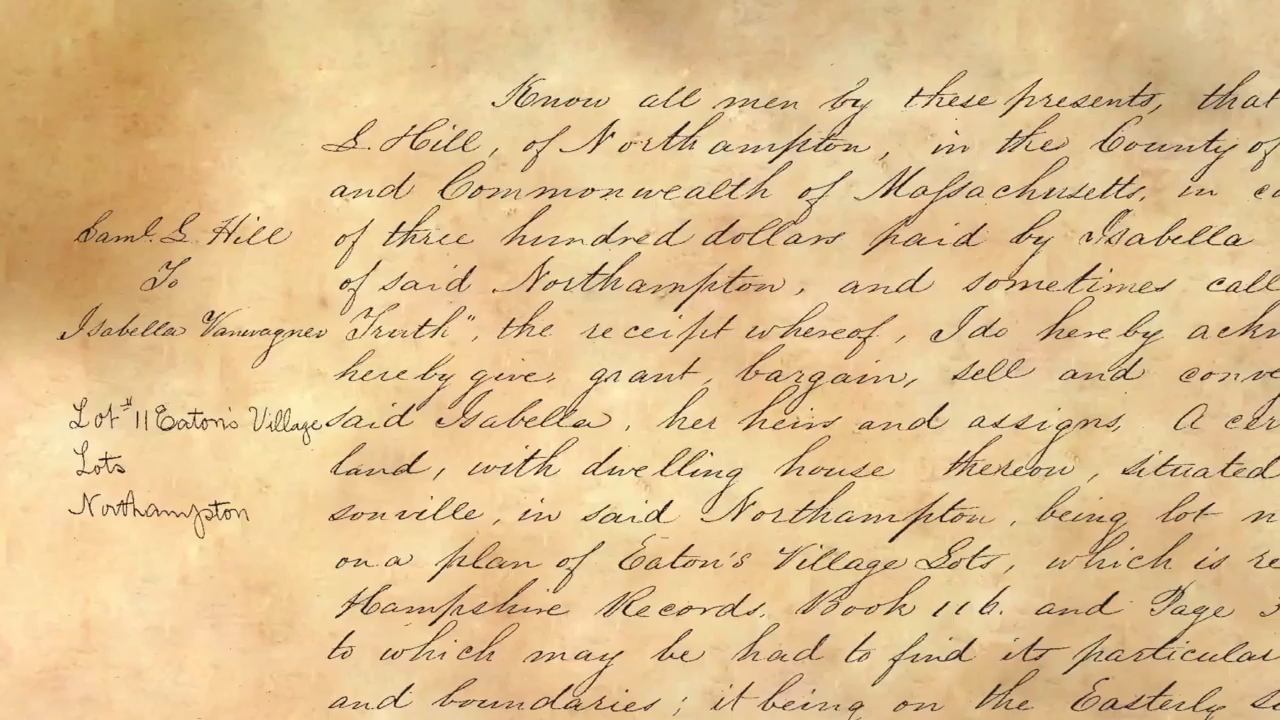 Know all men by these presents, that
S. L. Hill, of Northampton, in the County of
and Commonwealth of Massachusetts, in
Saml. L. Hill
of three hundred dollars paid by Isabella
To
of said Northampton, and sometimes call
Isabella Vanwagner
Truth", the receipt whereof, I do hereby ackn
hereby give, grant, bargain, sell and conve
Lot #11 Eaton's Village
said Isabella, her heirs and assigns, A cer
Lots
land, with dwelling house thereon, situated
Northampton
sonville, in said Northampton, being lot n
on a plan of Eaton's Village Lots, which is re
Hampshire Records, Book 116. and Page
to which may be had to find its particular
and boundaries; it being on the Easterly